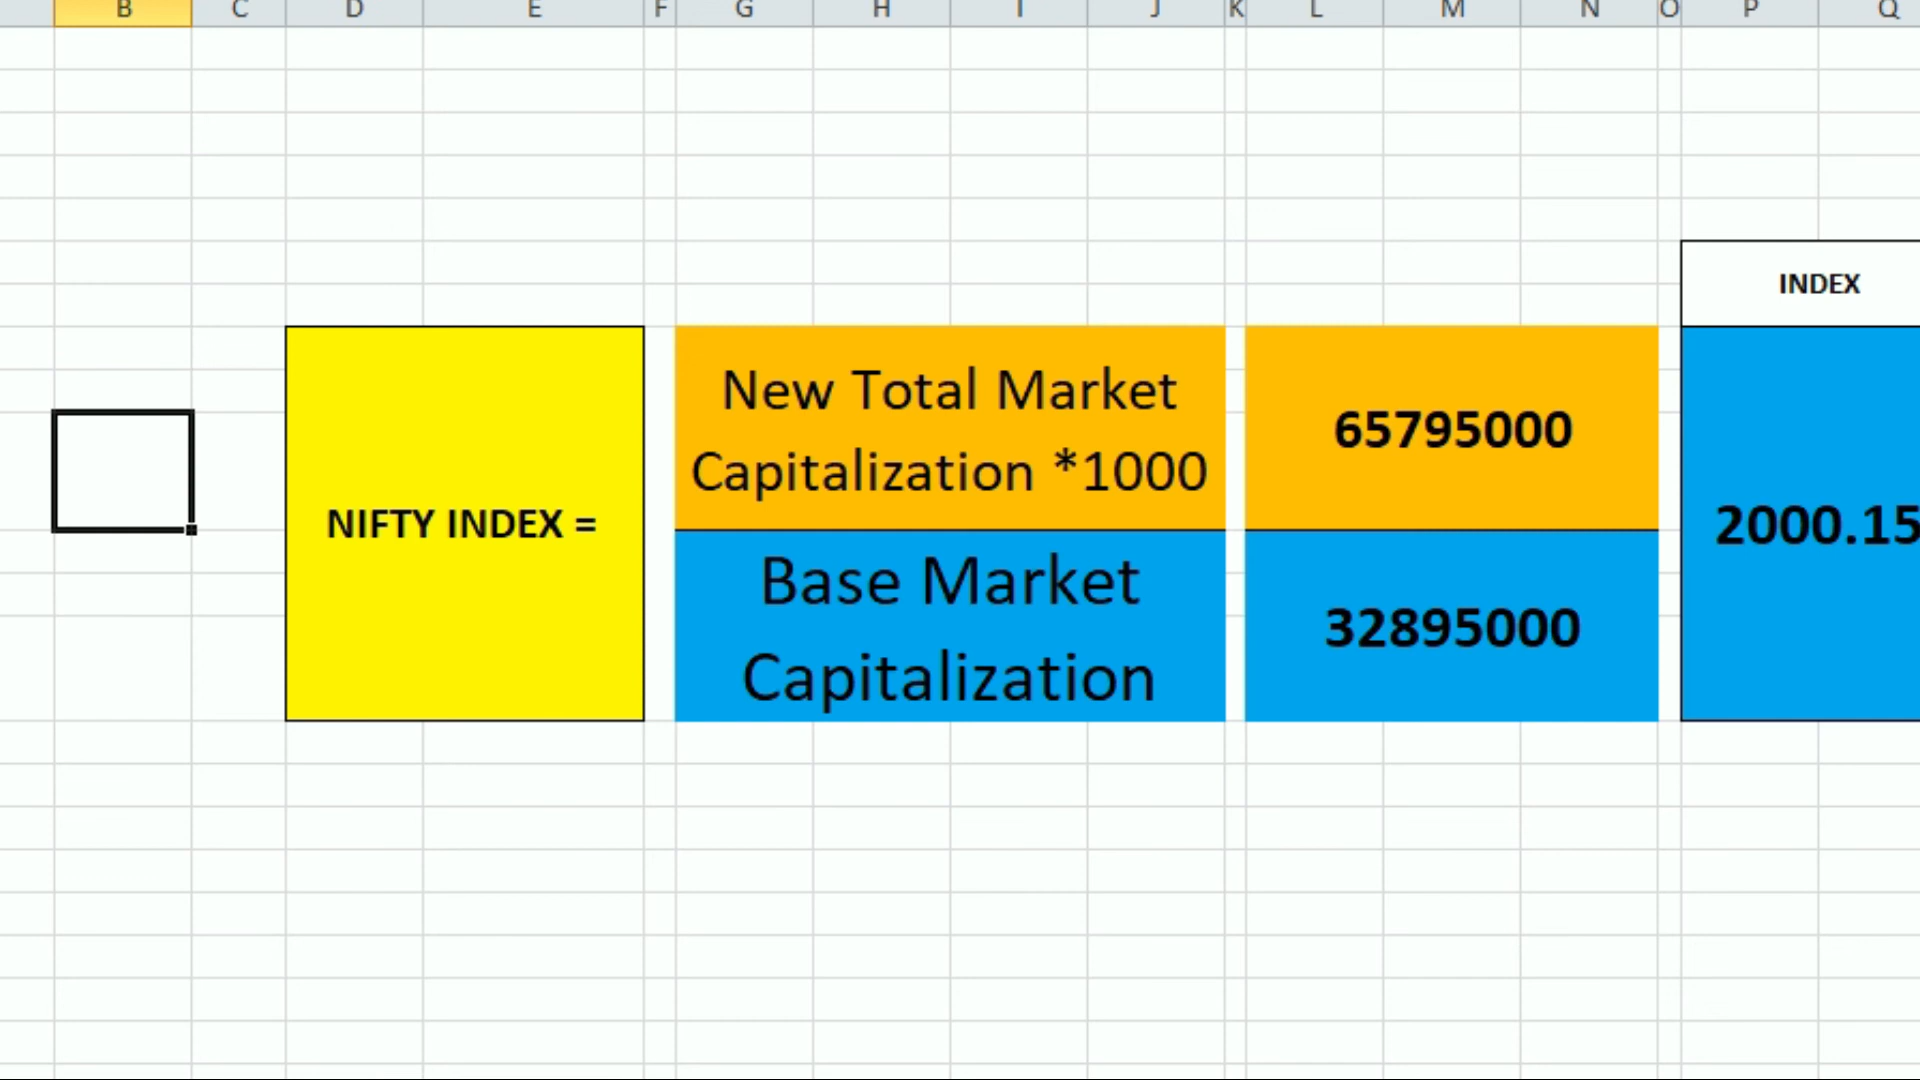 B C D E F G H I J K L M N O P Q
INDEX
NIFTY INDEX =
New Total Market
Capitalization *1000
65795000
Base Market
Capitalization
32895000
2000.15